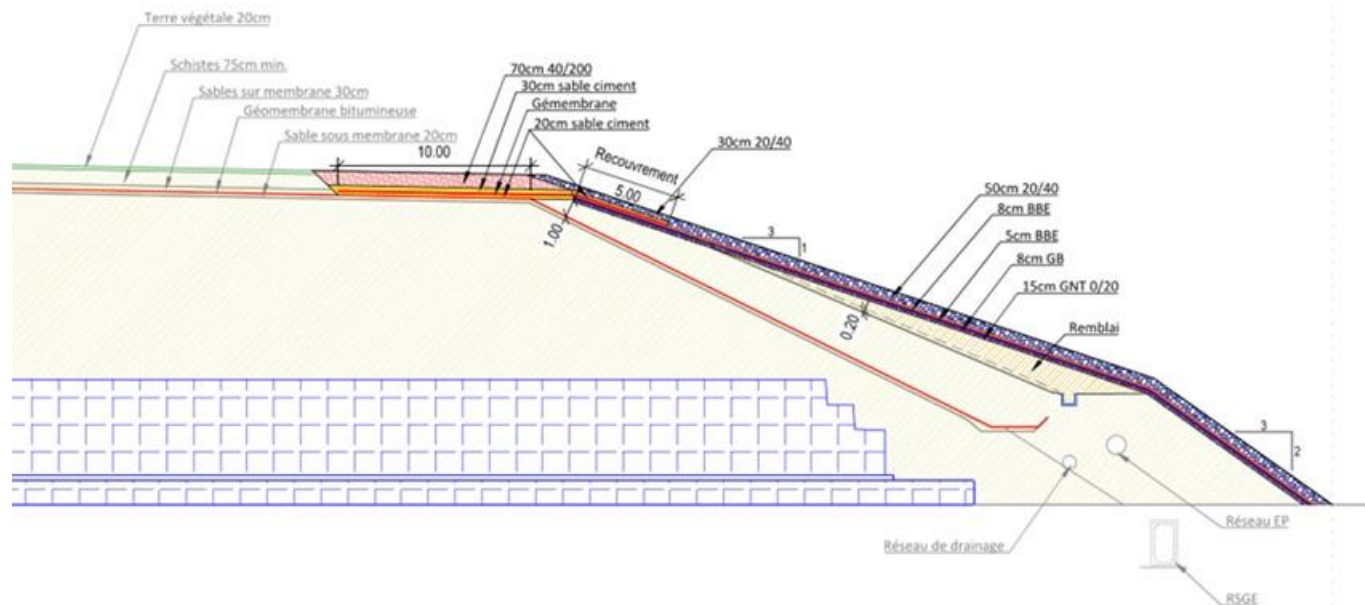 Terre végétale 20cm
Schistes 75cm min.
Sables sur membrane 30cm
Géomembrane bitumineuse
Sable sous membrane 20cm
70cm 40/200
30cm sable ciment
Gémembrane
20cm sable ciment
10.00
Recouvrement
5.00
30cm 20/40
1.00
50cm 20/40
8cm BBE
5cm BBE
8cm GB
15cm GNT 0/20
3
1
0.20
Remblai
3
2
Réseau EP
Réseau de drainage
RSGE